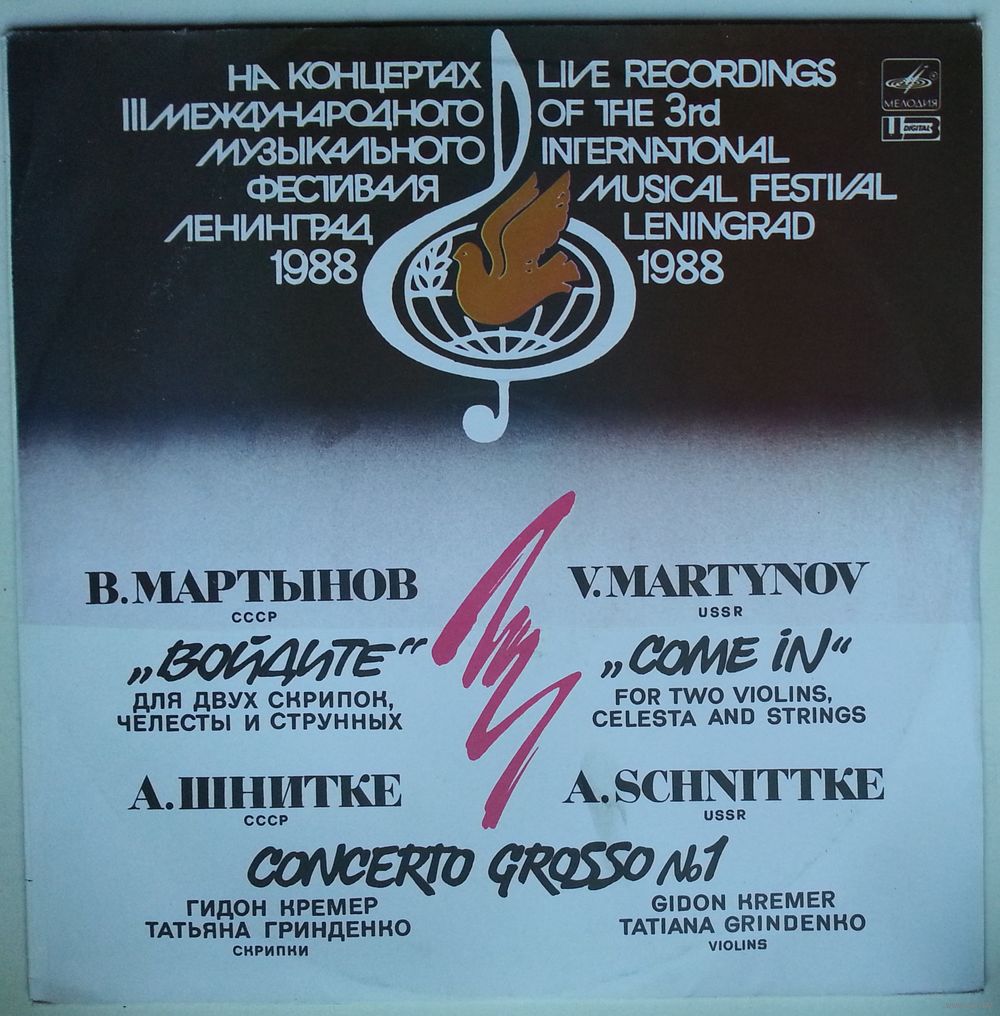 НА КОНЦЕРТАХ
III МЕЖДУНАРОДНОГО
МУЗЫКАЛЬНОГО
ФЕСТИВАЛЯ
ЛЕНИНГРАД
1988
LIVE RECORDINGS
OF THE 3rd
INTERNATIONAL
MUSICAL FESTIVAL
LENINGRAD
1988
МЕЛОДИЯ
DIGITAL
В.МАРТЫНОВ
СССР
„ВОЙДИТЕ“
ДЛЯ ДВУХ СКРИПОК,
ЧЕЛЕСТЫ И СТРУННЫХ
V.MARTYNOV
USSR
„COME IN“
FOR TWO VIOLINS,
CELESTA AND STRINGS
А.ШНИТКЕ
СССР
A.SCHNITTKE
USSR
CONCERTO GROSSO №1
ГИДОН КРЕМЕР
ТАТЬЯНА ГРИНДЕНКО
СКРИПКИ
GIDON KREMER
TATIANA GRINDENKO
VIOLINS